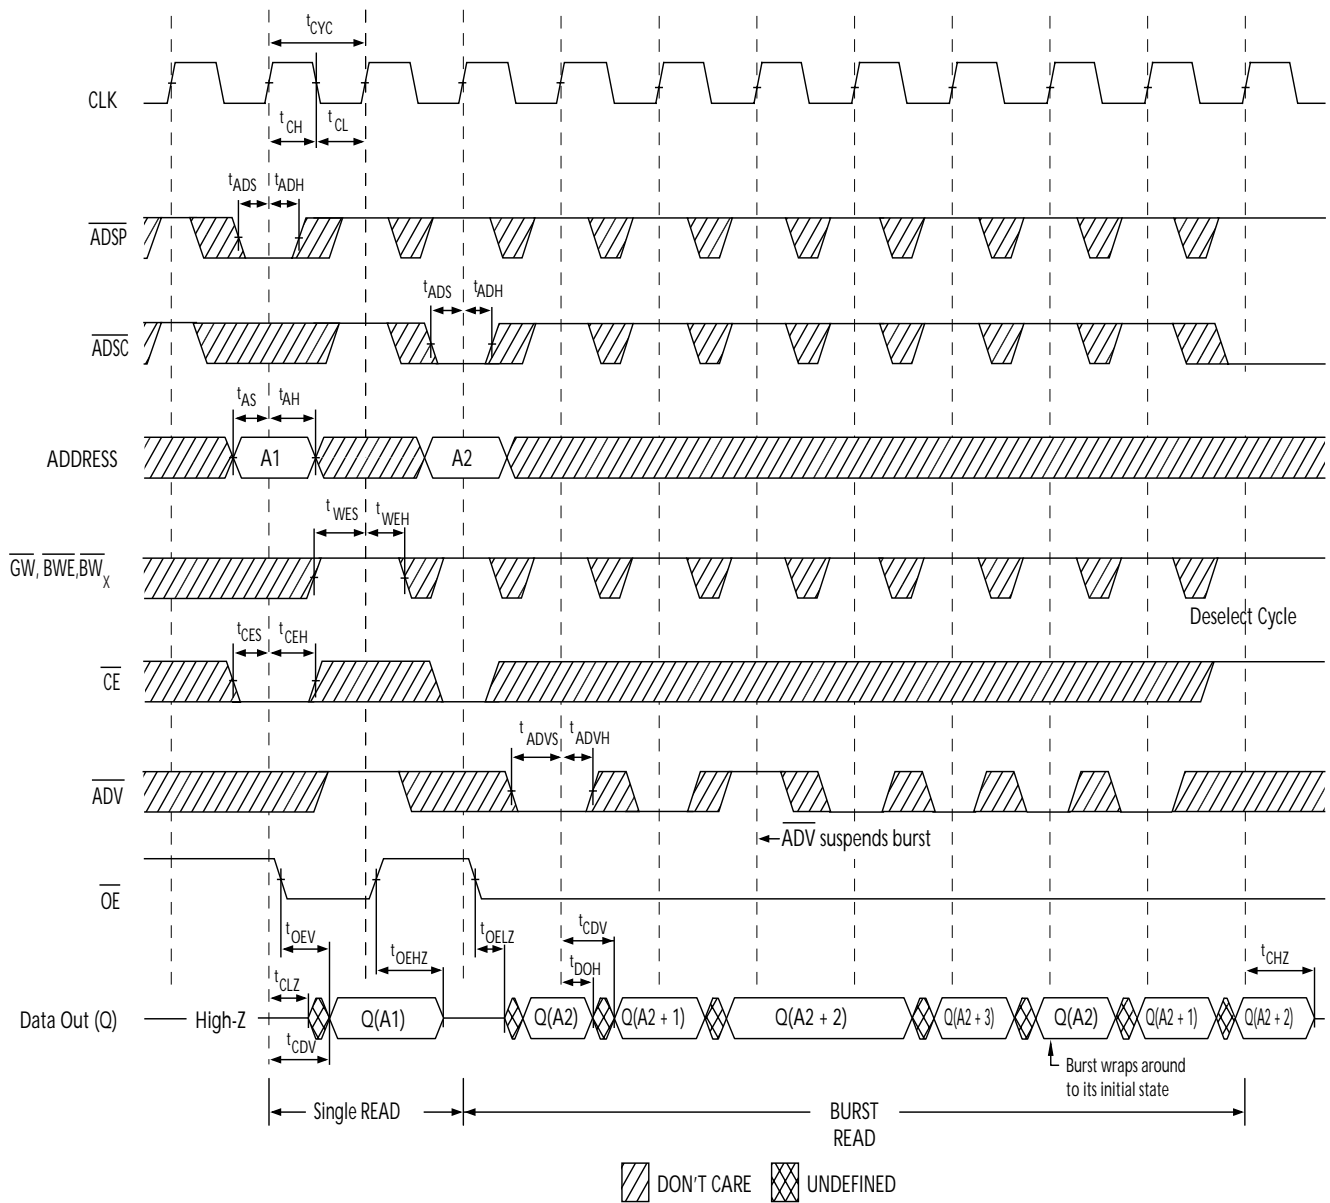 tCYC
CLK
tCH
tCL
tADS
tADH
ADSP
tADS
tADH
ADSC
tAS
tAH
ADDRESS
A1
A2
tWES
tWEH
GW, BWE,BWX
Deselect Cycle
tCES
tCEH
CE
tADVS
tADVH
ADV
ADV suspends burst
OE
tOEV
tOEHZ
tOELZ
tCDV
tDOH
tCHZ
tCLZ
Data Out (Q)
High-Z
Q(A1)
Q(A2)
Q(A2 + 1)
Q(A2 + 2)
Q(A2 + 3)
Q(A2)
Q(A2 + 1)
Q(A2 + 2)
tCDV
Burst wraps around
to its initial state
Single READ
BURST
READ
DON'T CARE
UNDEFINED